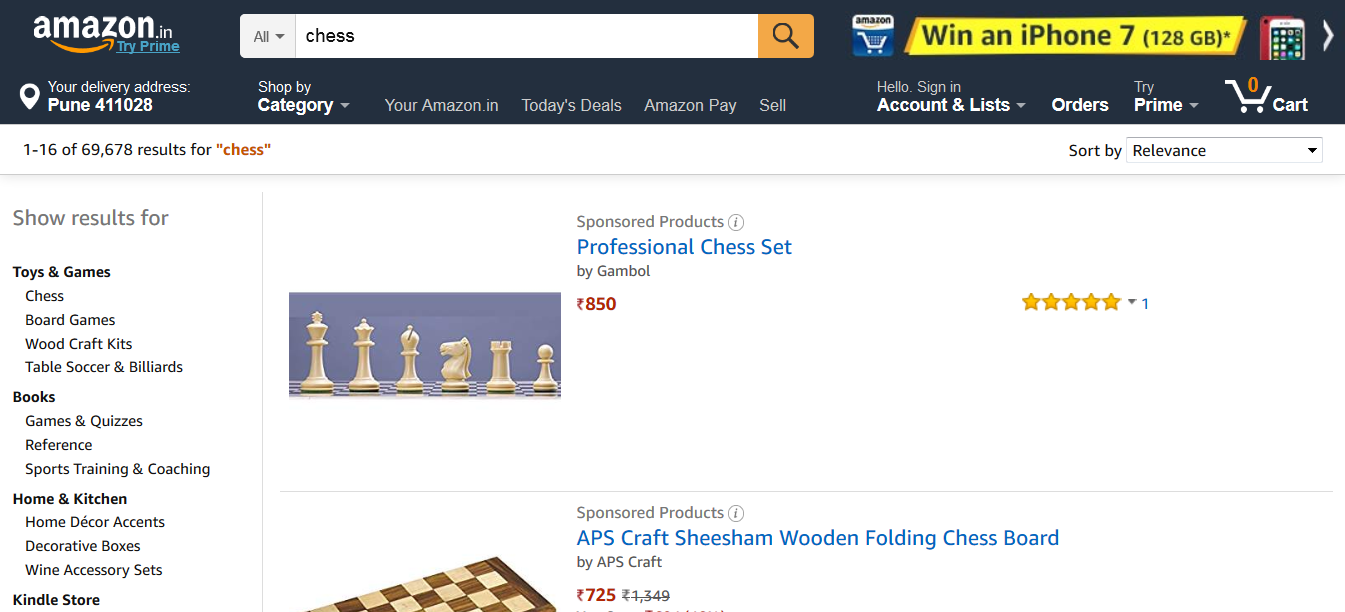 amazon.in
Try Prime
All
chess
amazon
Win an iPhone 7 (128 GB)*
Your delivery address:
Pune 411028
Shop by
Category
Your Amazon.in
Today's Deals
Amazon Pay
Sell
Hello. Sign in
Account & Lists
Orders
Try
Prime
0
Cart
1-16 of 69,678 results for "chess"
Sort by
Relevance
Show results for
Toys & Games
Chess
Board Games
Wood Craft Kits
Table Soccer & Billiards
Books
Games & Quizzes
Reference
Sports Training & Coaching
Home & Kitchen
Home Décor Accents
Decorative Boxes
Wine Accessory Sets
Kindle Store
Sponsored Products i
Professional Chess Set
by Gambol
₹850
1
Sponsored Products i
APS Craft Sheesham Wooden Folding Chess Board
by APS Craft
₹725 ₹1,349